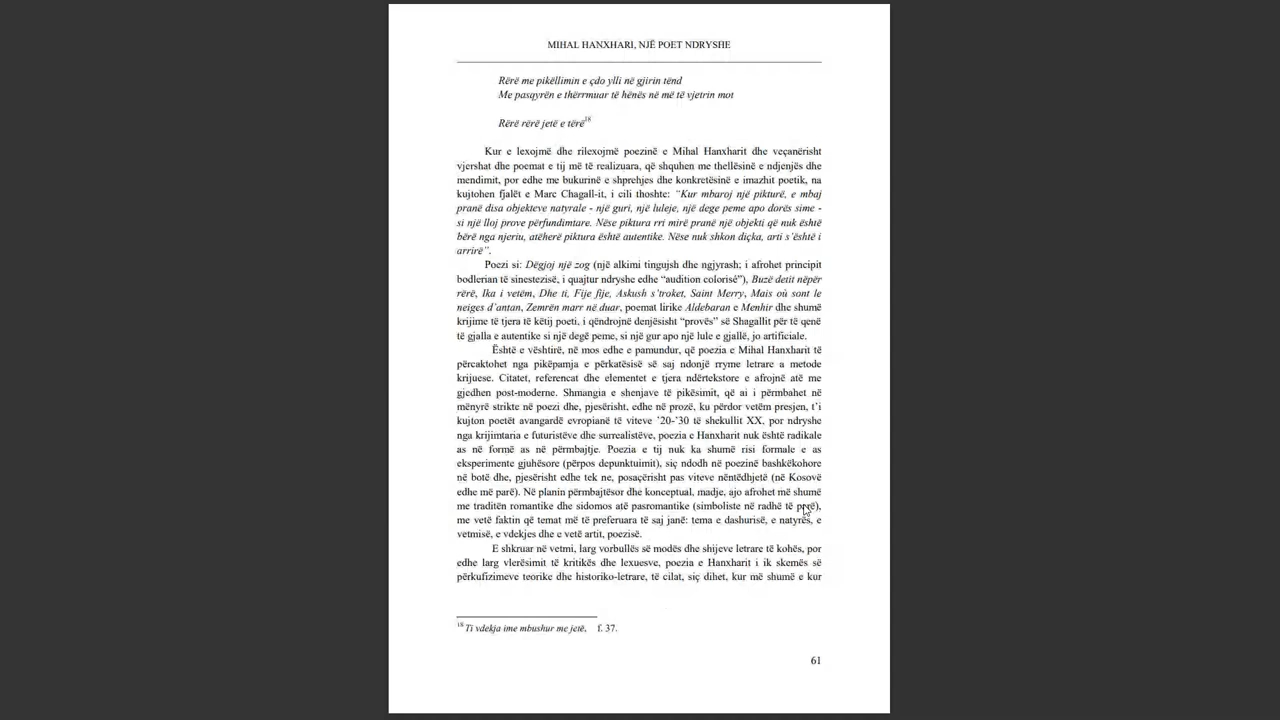 MIHAL HANXHARI, NJË POET NDRYSHE
Rërë me pikëllimin e çdo ylli në gjirin tënd
Me pasqyrën e thërrmuar të hënës në më të vjetrin mot
Rërë rërë jetë e tërë18
Kur e lexojmë dhe rilexojmë poezinë e Mihal Hanxharit dhe veçanërisht
vjershat dhe poemat e tij më të realizuara, që shquhen me thellësinë e ndjenjës dhe
mendimit, por edhe me bukurinë e shprehjes dhe konkretësinë e imazhit poetik, na
kujtohen fjalët e Marc Chagall-it, i cili thoshte: “Kur mbaroj një pikturë, e mbaj
pranë disa objekteve natyrale - një guri, një luleje, një dege peme apo dorës sime -
si një lloj prove përfundimtare. Nëse piktura rri mirë pranë një objekti që nuk është
bërë nga njeriu, atëherë piktura është autentike. Nëse nuk shkon diçka, arti s’është i
arrirë”.
Poezi si: Dëgjoj një zog (një alkimi tingujsh dhe ngjyrash; i afrohet principit
bodlerian të sinestezisë, i quajtur ndryshe edhe “audition colorisé”), Buzë detit nëpër
rërë, Ika i vetëm, Dhe ti, Fije fije, Askush s’troket, Saint Merry, Mais où sont le
neiges d’antan, Zemrën marr në duar, poemat lirike Aldebaran e Menhir dhe shumë
krijime të tjera të këtij poeti, i qëndrojnë denjësisht “provës” së Shagallit për të qenë
të gjalla e autentike si një degë peme, si një gur apo një lule e gjallë, jo artificiale.
Është e vështirë, në mos edhe e pamundur, që poezia e Mihal Hanxharit të
përcaktohet nga pikëpamja e përkatësisë së saj ndonjë rryme letrare a metode
krijuese. Citatet, referencat dhe elementet e tjera ndërtekstore e afrojnë atë me
gjedhen post-moderne. Shmangia e shenjave të pikësimit, që ai i përmbahet në
mënyrë strikte në poezi dhe, pjesërisht, edhe në prozë, ku përdor vetëm presjen, t’i
kujton poetët avangardë evropianë të viteve ’20-’30 të shekullit XX, por ndryshe
nga krijimtaria e futuristëve dhe surrealistëve, poezia e Hanxharit nuk është radikale
as në formë as në përmbajtje. Poezia e tij nuk ka shumë risi formale e as
eksperimente gjuhësore (përpos depunktuimit), siç ndodh në poezinë bashkëkohore
në botë dhe, pjesërisht edhe tek ne, posaçërisht pas viteve nëntëdhjetë (në Kosovë
edhe më parë). Në planin përmbajtësor dhe konceptual, madje, ajo afrohet më shumë
me traditën romantike dhe sidomos atë pasromantike (simboliste në radhë të parë),
me vetë faktin që temat më të preferuara të saj janë: tema e dashurisë, e natyrës, e
vetmisë, e vdekjes dhe e vetë artit, poezisë.
E shkruar në vetmi, larg vorbullës së modës dhe shijeve letrare të kohës, por
edhe larg vlerësimit të kritikës dhe lexuesve, poezia e Hanxharit i ik skemës së
përkufizimeve teorike dhe historiko-letrare, të cilat, siç dihet, kur më shumë e kur
18 Ti vdekja ime mbushur me jetë, f. 37.
61